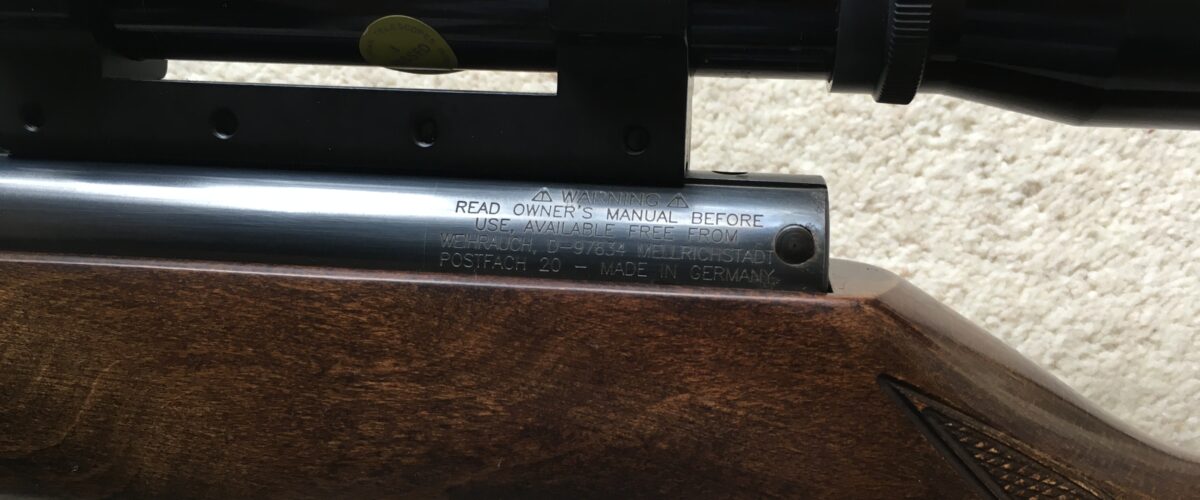 ⚠ WARNING ⚠
READ OWNER'S MANUAL BEFORE
USE, AVAILABLE FREE FROM
WEIHRAUCH, D-97634 MELLRICHSTADT
POSTFACH 20 - MADE IN GERMANY